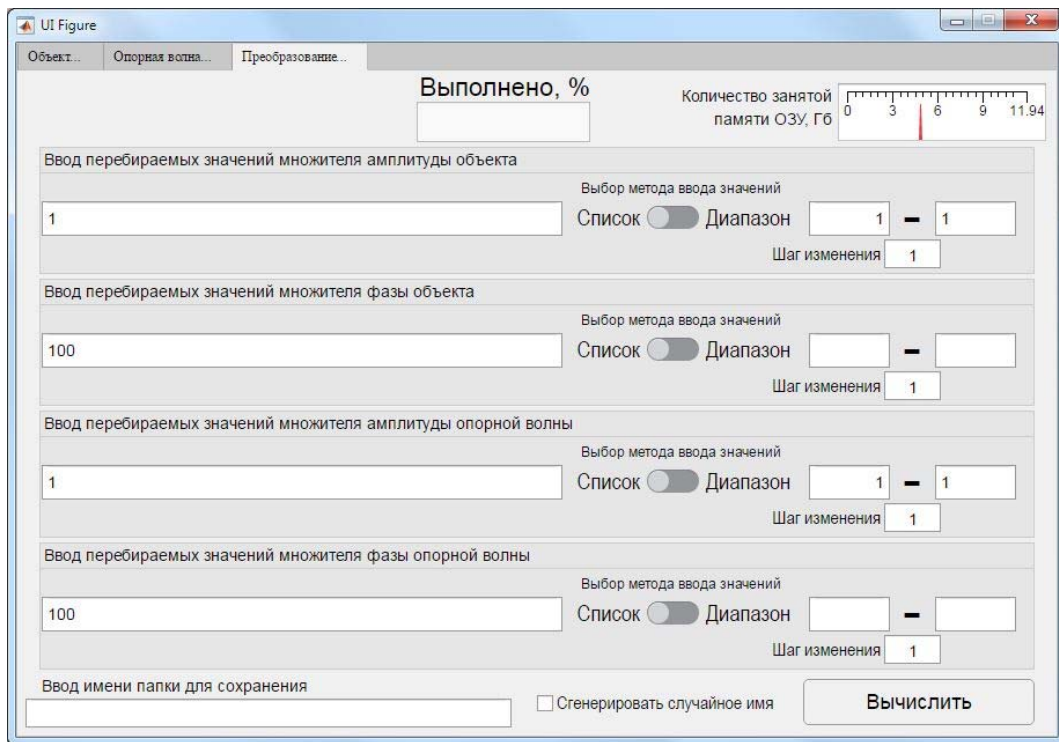 UI Figure
Объект... Опорная волна... Преобразование...
Выполнено, %
Количество занятой
памяти ОЗУ, Гб
0 3 6 9 11.94
Ввод перебираемых значений множителя амплитуды объекта
Выбор метода ввода значений
1 Список Диапазон 1 – 1
Шаг изменения 1
Ввод перебираемых значений множителя фазы объекта
Выбор метода ввода значений
100 Список Диапазон –
Шаг изменения 1
Ввод перебираемых значений множителя амплитуды опорной волны
Выбор метода ввода значений
1 Список Диапазон 1 – 1
Шаг изменения 1
Ввод перебираемых значений множителя фазы опорной волны
Выбор метода ввода значений
100 Список Диапазон –
Шаг изменения 1
Ввод имени папки для сохранения
Сгенерировать случайное имя
Вычислить